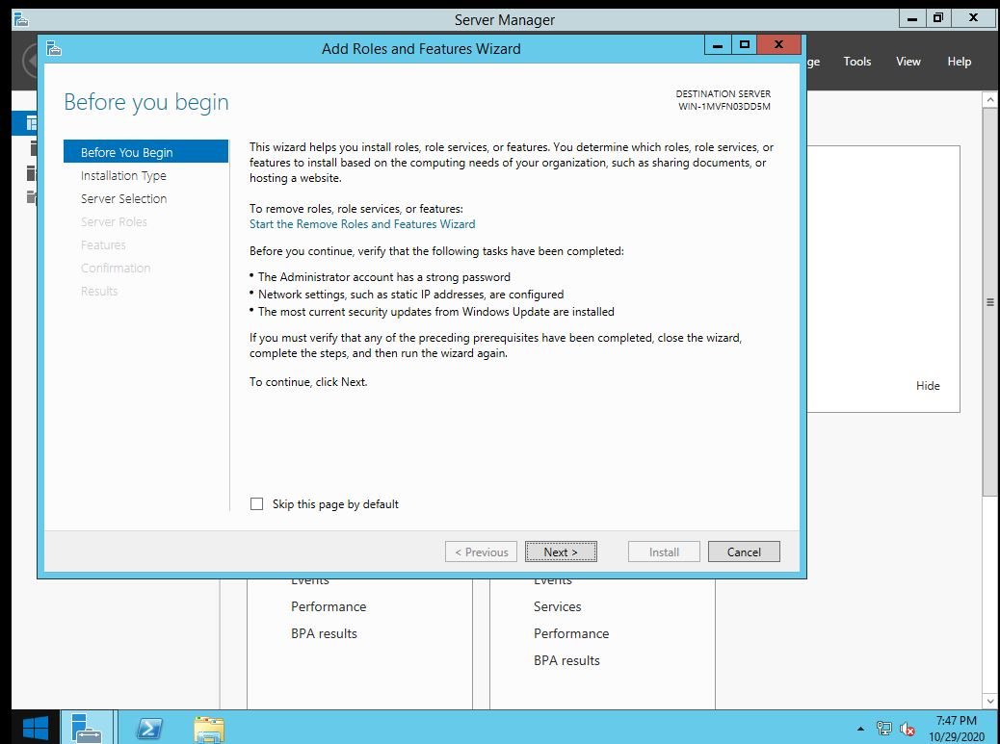 Server Manager
Add Roles and Features Wizard
Tools
View
Help
Before you begin
DESTINATION SERVER
WIN-1MVFN03DD5M
Before You Begin
Installation Type
Server Selection
Server Roles
Features
Confirmation
Results
This wizard helps you install roles, role services, or features. You determine which roles, role services, or
features to install based on the computing needs of your organization, such as sharing documents, or
hosting a website.
To remove roles, role services, or features:
Start the Remove Roles and Features Wizard
Before you continue, verify that the following tasks have been completed:
• The Administrator account has a strong password
• Network settings, such as static IP addresses, are configured
• The most current security updates from Windows Update are installed
If you must verify that any of the preceding prerequisites have been completed, close the wizard,
complete the steps, and then run the wizard again.
To continue, click Next.
Hide
Skip this page by default
< Previous
Next >
Install
Cancel
Events
Performance
BPA results
Events
Services
Performance
BPA results
7:47 PM
10/29/2020